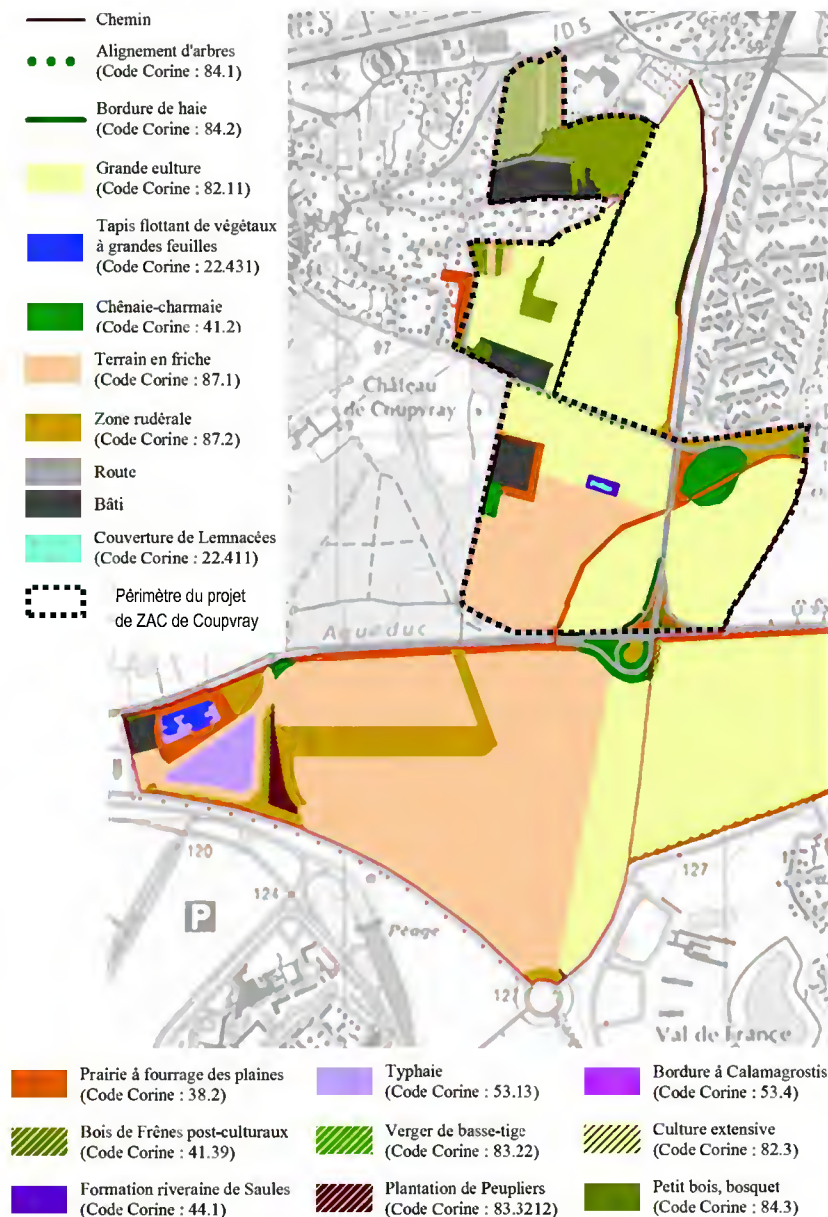 Chemin
Alignement d'arbres
(Code Corine : 84.1)
Bordure de haie
(Code Corine : 84.2)
Grande eulture
(Code Corine : 82.11)
Tapis flottant de végétaux
à grandes feuilles
(Code Corine : 22.431)
Chênaie-charmaie
(Code Corine : 41.2)
Terrain en friche
(Code Corine : 87.1)
Zone rudérale
(Code Corine : 87.2)
Route
Bâti
Couverture de Lemnacées
(Code Corine : 22.411)
Périmètre du projet
de ZAC de Coupvray
/D 5
87
Château
de Coupvray
les
Aqueduc
120
124
P
Péage
127
121
Val de France
Prairie à fourrage des plaines
(Code Corine : 38.2)
Typhaie
(Code Corine : 53.13)
Bordure à Calamagrostis
(Code Corine : 53.4)
Bois de Frênes post-culturaux
(Code Corine : 41.39)
Verger de basse-tige
(Code Corine : 83.22)
Culture extensive
(Code Corine : 82.3)
Formation riveraine de Saules
(Code Corine : 44.1)
Plantation de Peupliers
(Code Corine : 83.3212)
Petit bois, bosquet
(Code Corine : 84.3)